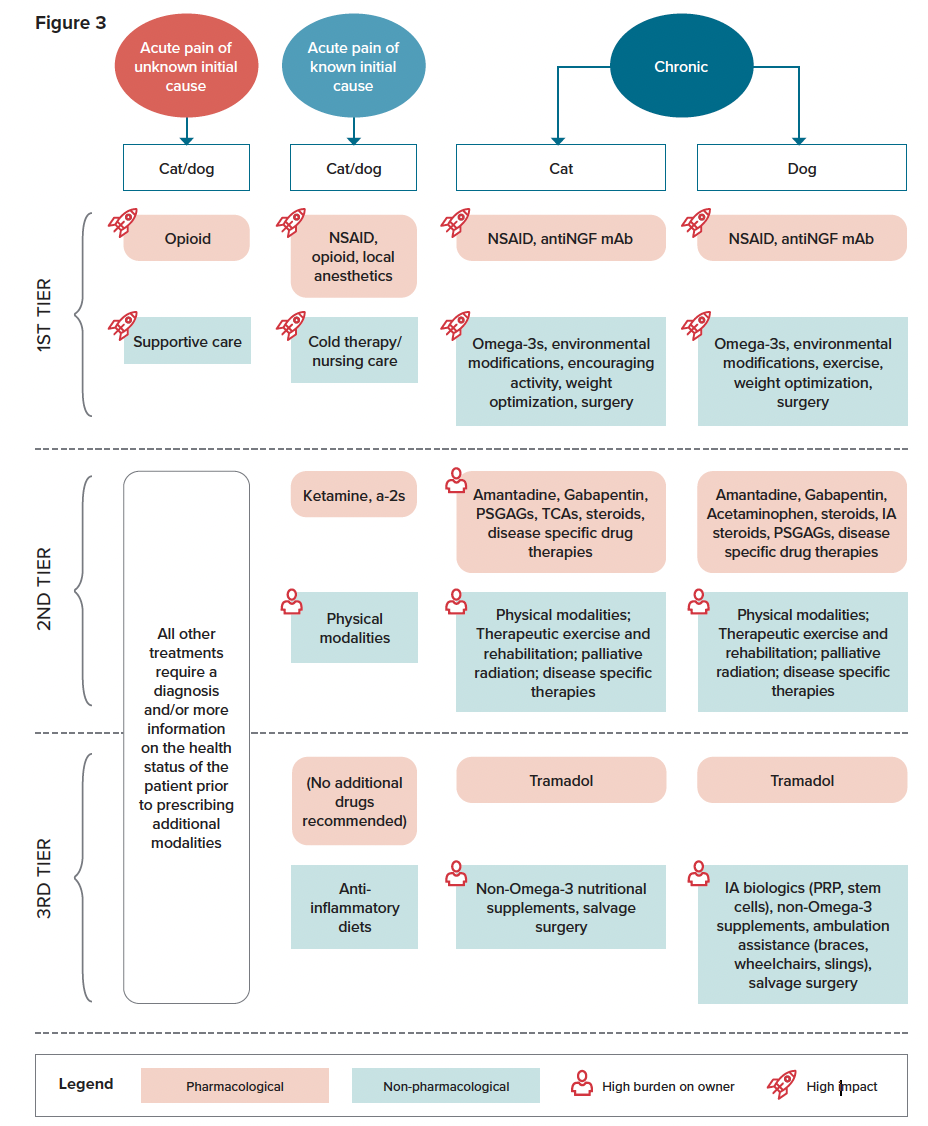 Figure 3
Acute pain of
unknown initial
cause
Acute pain of
known initial
cause
Chronic
Cat/dog
Cat/dog
Cat
Dog
1ST TIER
Opioid
NSAID,
opioid, local
anesthetics
NSAID, antiNGF mAb
NSAID, antiNGF mAb
Supportive care
Cold therapy/
nursing care
Omega-3s, environmental
modifications, encouraging
activity, weight
optimization, surgery
Omega-3s, environmental
modifications, exercise,
weight optimization,
surgery
2ND TIER
All other
treatments
require a
diagnosis
and/or more
information
on the health
status of the
patient prior
to prescribing
additional
modalities
Ketamine, a-2s
Amantadine, Gabapentin,
PSGAGs, TCAs, steroids,
disease specific drug
therapies
Amantadine, Gabapentin,
Acetaminophen, steroids, IA
steroids, PSGAGs, disease
specific drug therapies
Physical
modalities
Physical modalities;
Therapeutic exercise and
rehabilitation; palliative
radiation; disease specific
therapies
Physical modalities;
Therapeutic exercise and
rehabilitation; palliative
radiation; disease specific
therapies
3RD TIER
(No additional
drugs
recommended)
Tramadol
Tramadol
Anti-
inflammatory
diets
Non-Omega-3 nutritional
supplements, salvage
surgery
IA biologics (PRP, stem
cells), non-Omega-3
supplements, ambulation
assistance (braces,
wheelchairs, slings),
salvage surgery
Legend
Pharmacological
Non-pharmacological
High burden on owner
High impact